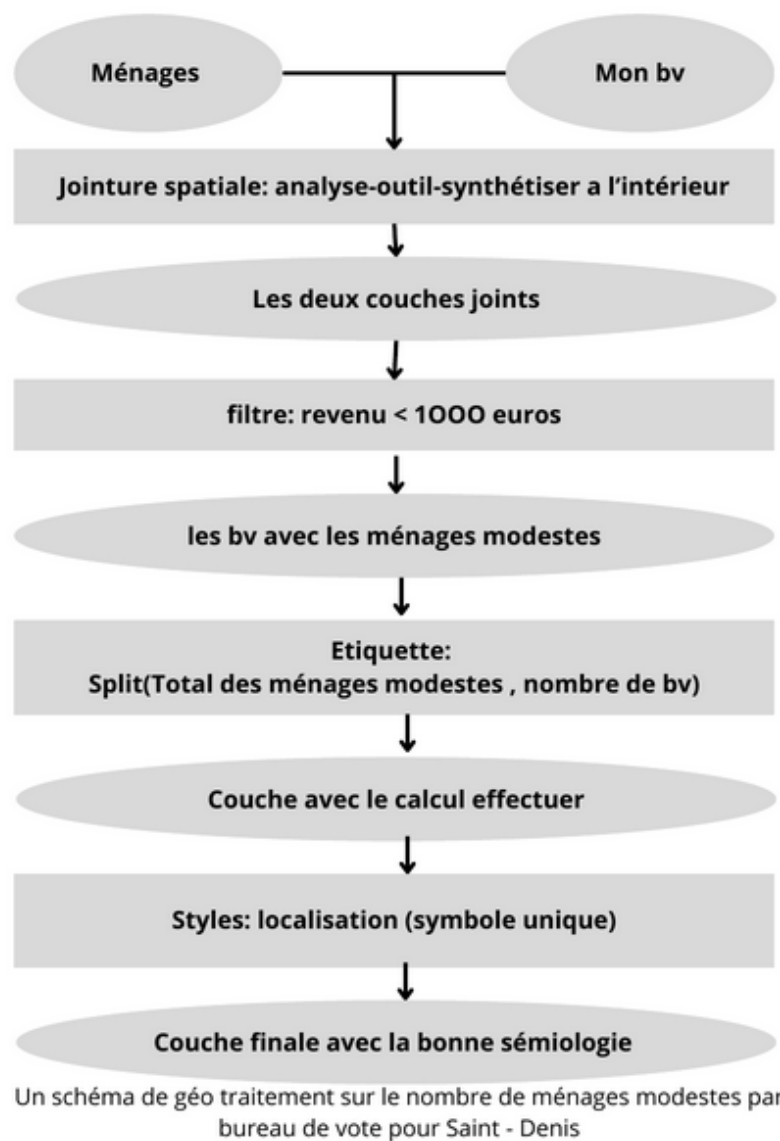 Ménages
Mon bv
Jointure spatiale: analyse-outil-synthétiser a l'intérieur
Les deux couches joints
filtre: revenu < 1OOO euros
les bv avec les ménages modestes
Etiquette:
Split(Total des ménages modestes , nombre de bv)
Couche avec le calcul effectuer
Styles: localisation (symbole unique)
Couche finale avec la bonne sémiologie
Un schéma de géo traitement sur le nombre de ménages modestes par
bureau de vote pour Saint - Denis